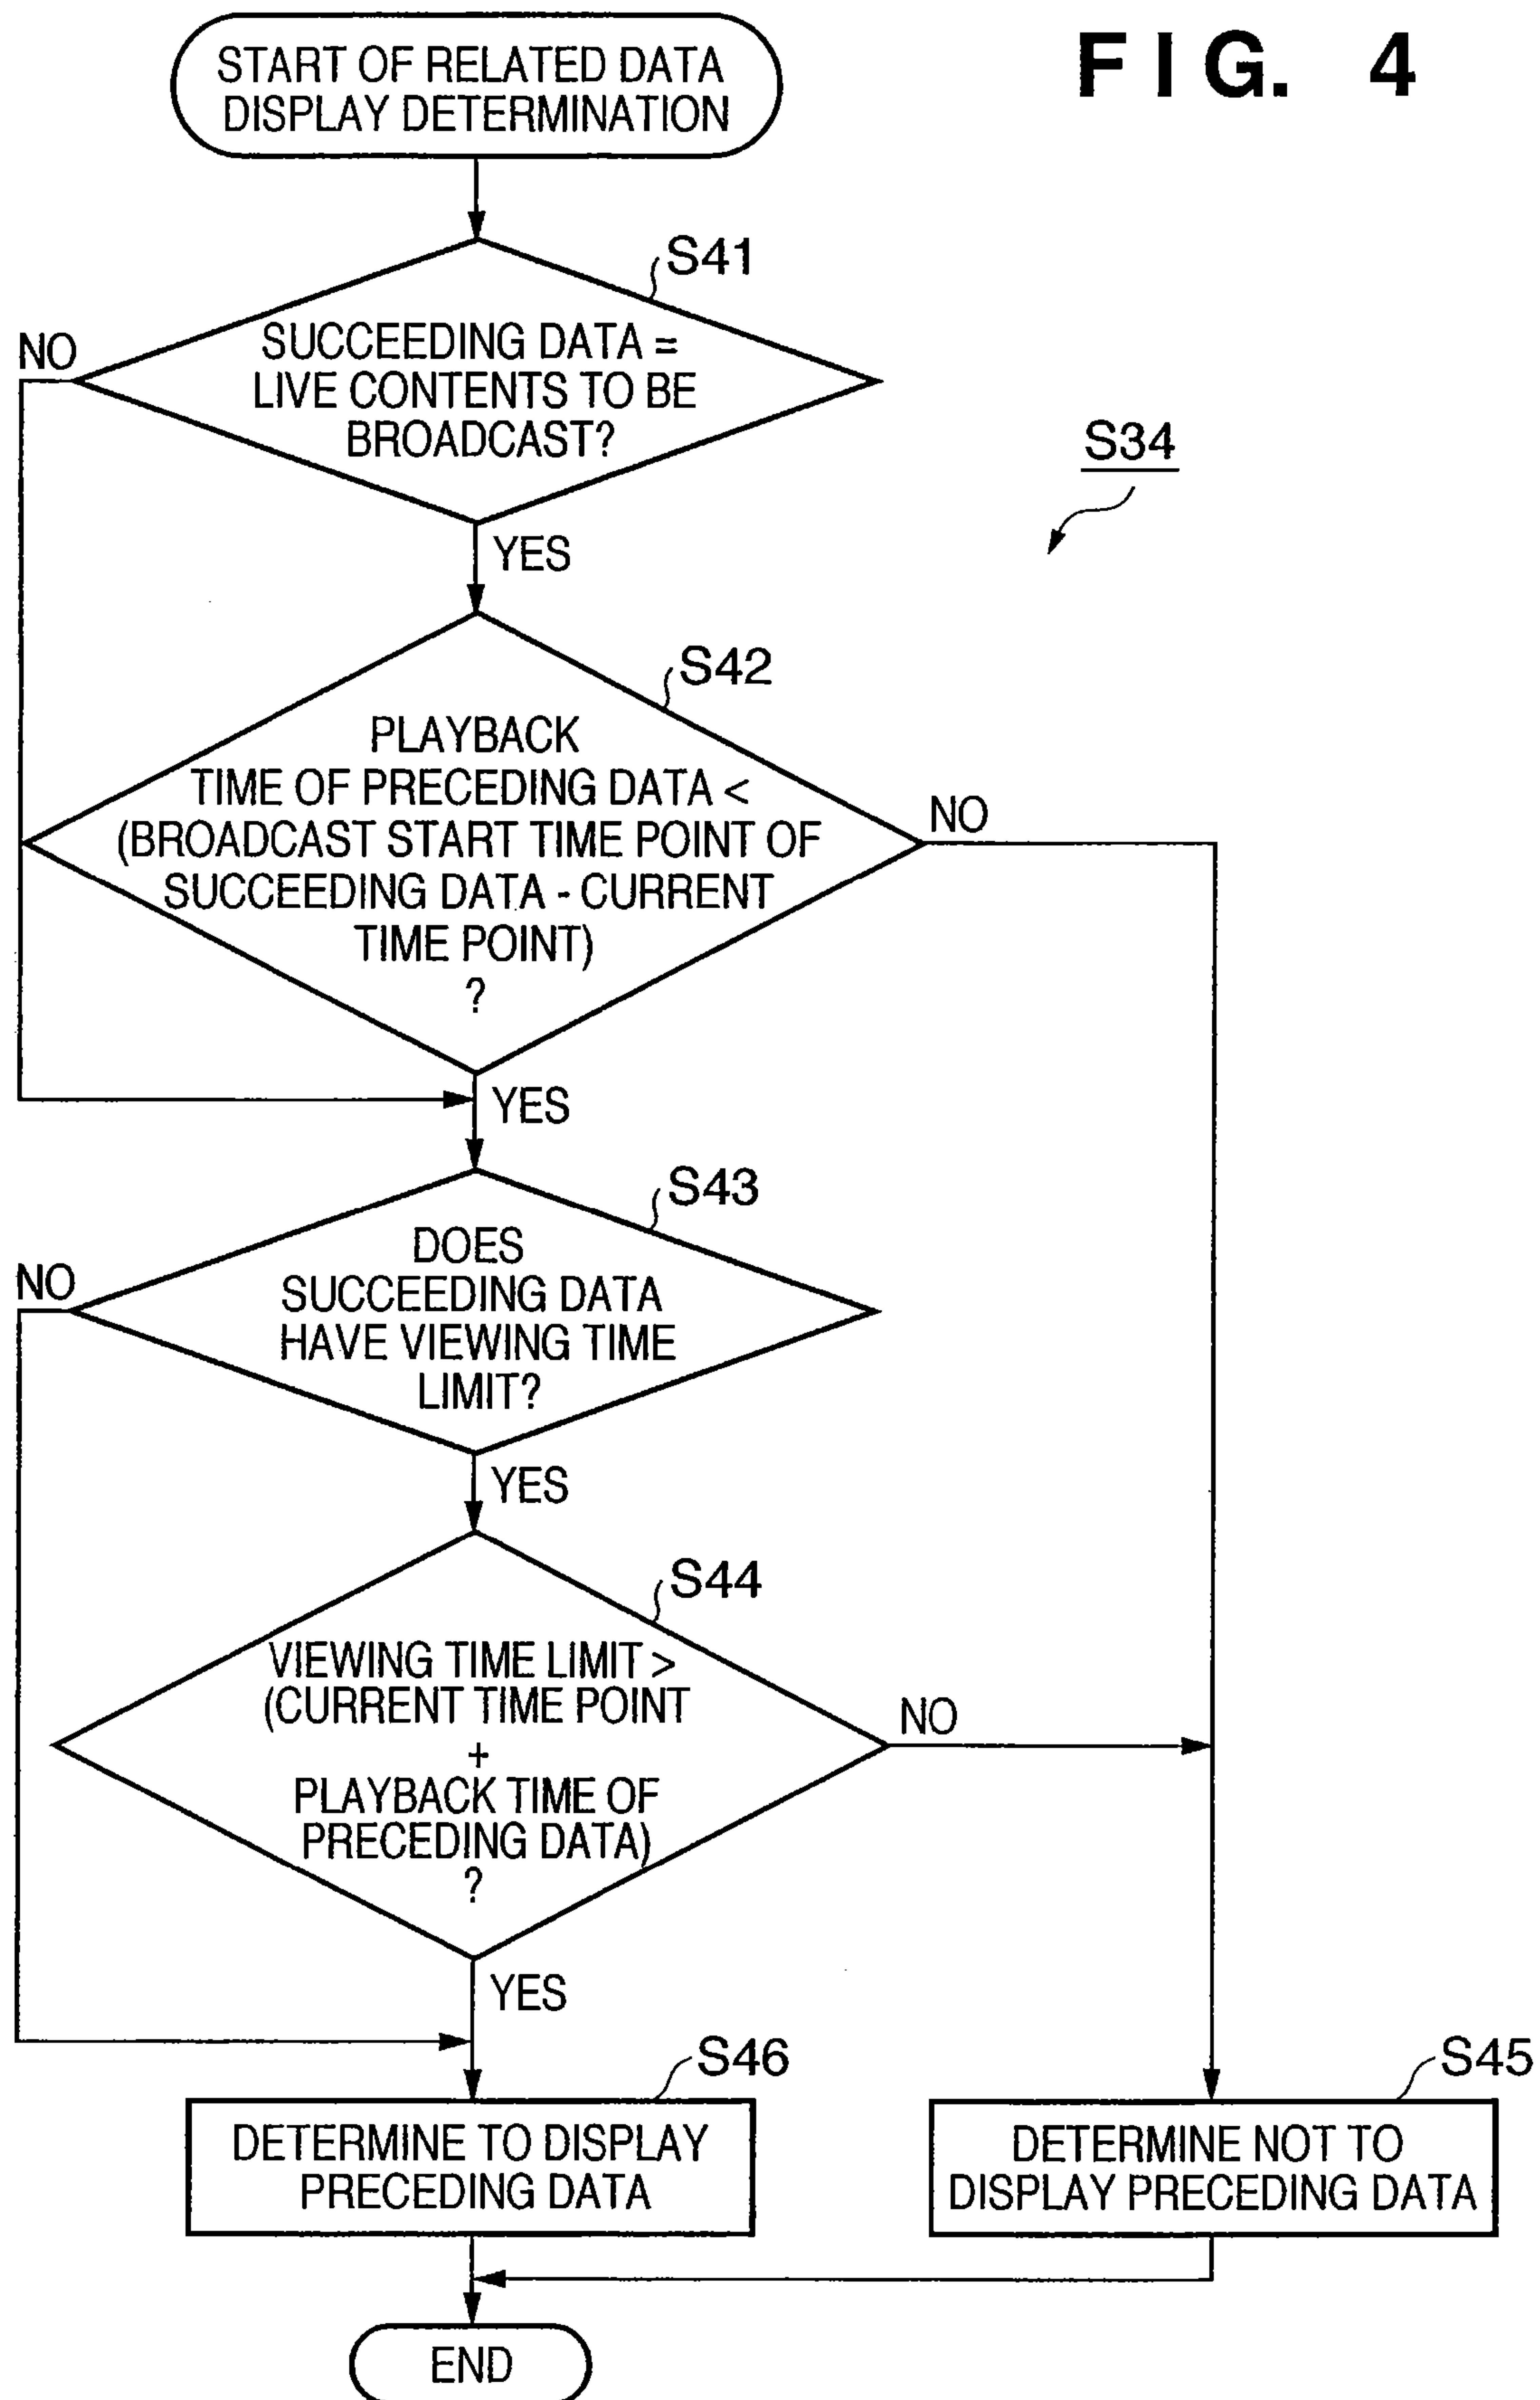 FIG. 4
START OF RELATED DATA
DISPLAY DETERMINATION
S41
SUCCEEDING DATA =
LIVE CONTENTS TO BE
BROADCAST?
NO
S34
YES
S42
PLAYBACK
TIME OF PRECEDING DATA <
(BROADCAST START TIME POINT OF
SUCCEEDING DATA - CURRENT
TIME POINT)
?
NO
YES
S43
DOES
SUCCEEDING DATA
HAVE VIEWING TIME
LIMIT?
NO
YES
S44
VIEWING TIME LIMIT >
(CURRENT TIME POINT
+
PLAYBACK TIME OF
PRECEDING DATA)
?
NO
YES
S46
DETERMINE TO DISPLAY
PRECEDING DATA
S45
DETERMINE NOT TO
DISPLAY PRECEDING DATA
END